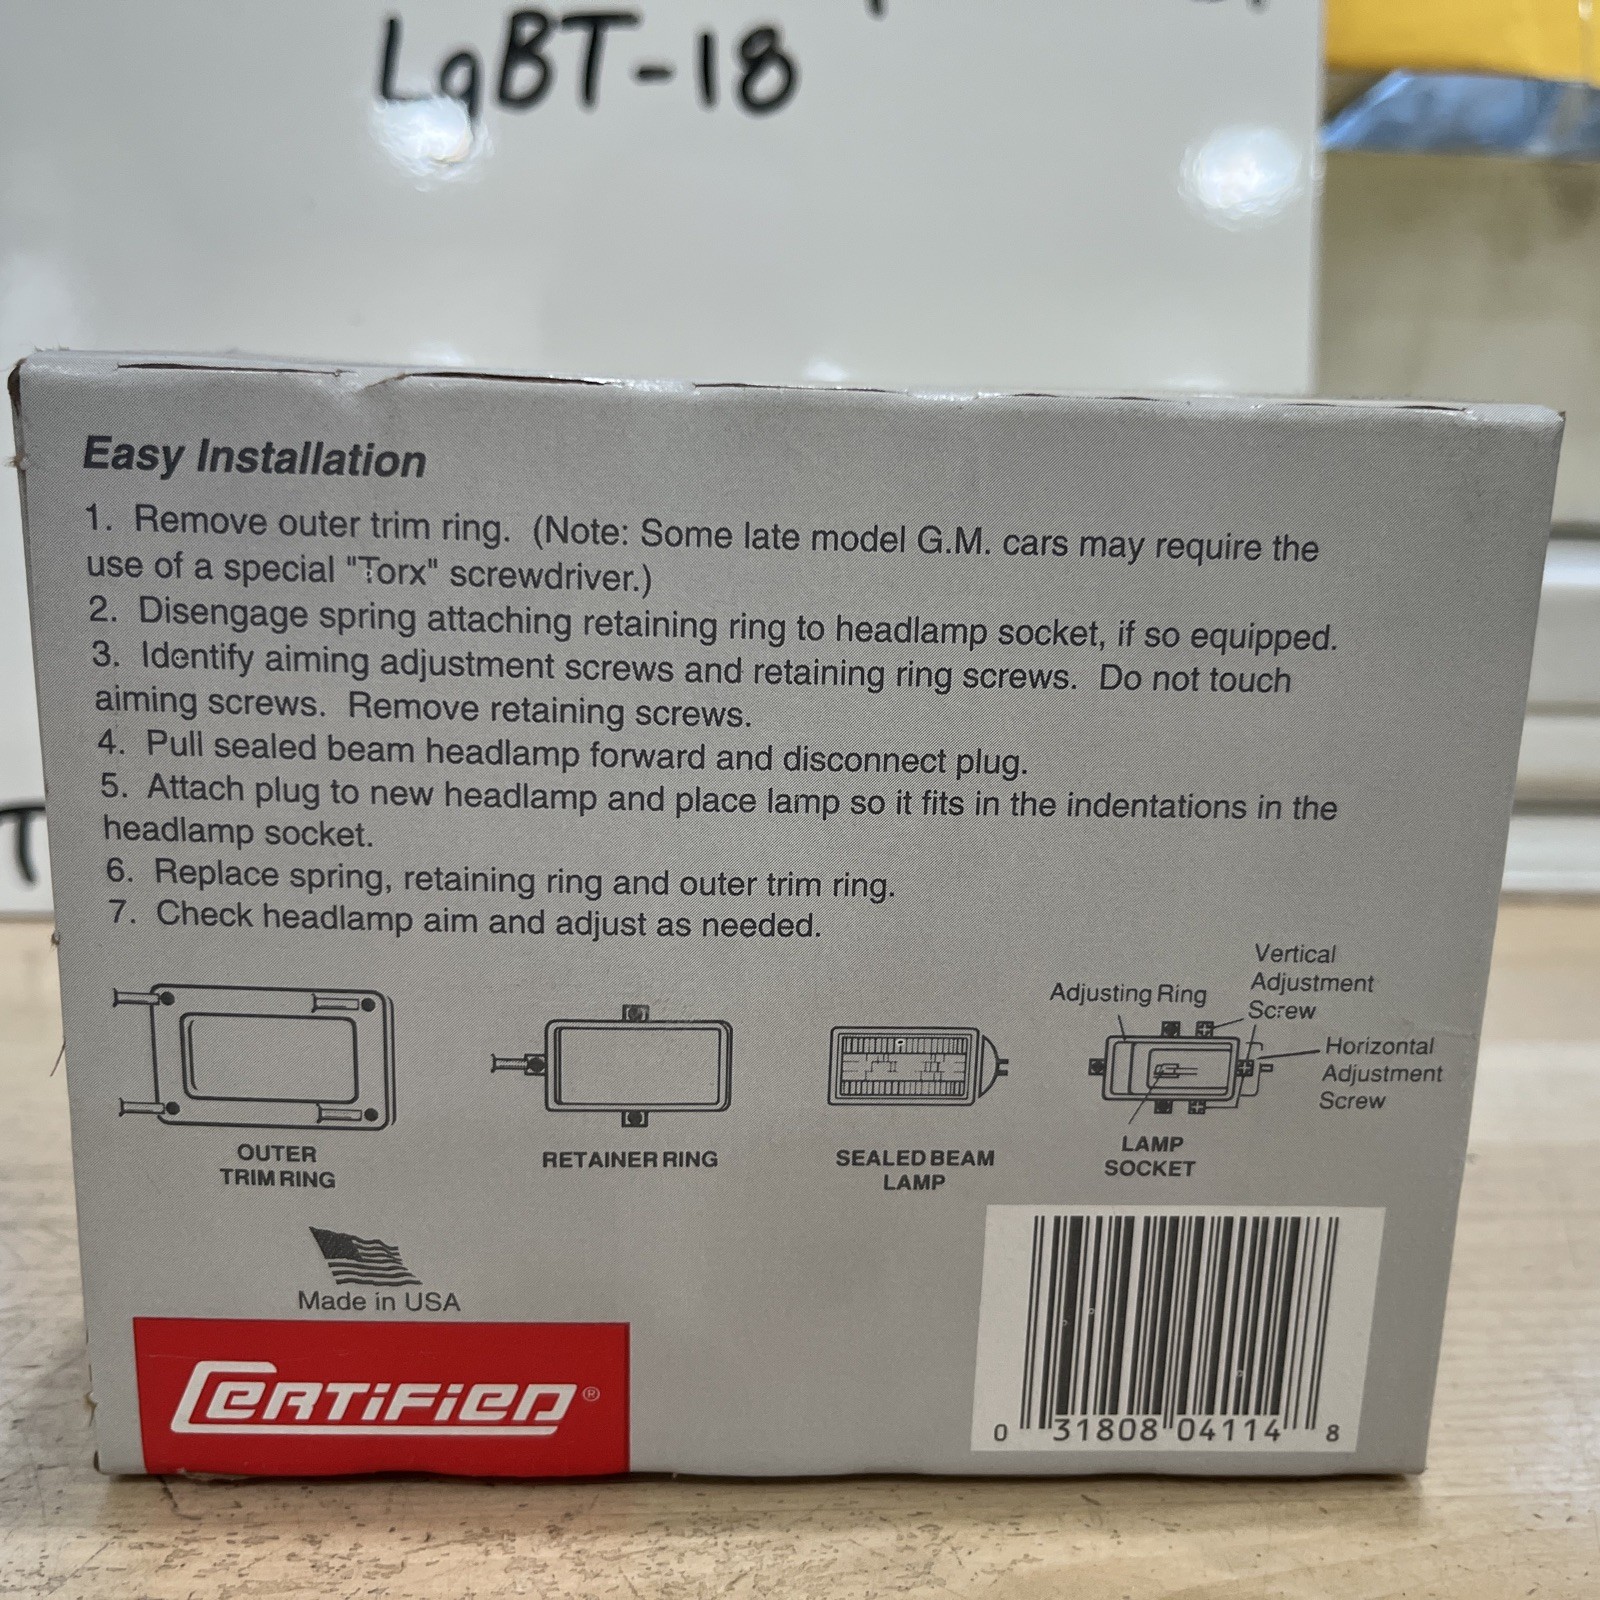 LgBT-18
Easy Installation
1. Remove outer trim ring. (Note: Some late model G.M. cars may require the
use of a special "Torx" screwdriver.)
2. Disengage spring attaching retaining ring to headlamp socket, if so equipped.
3. Identify aiming adjustment screws and retaining ring screws. Do not touch
aiming screws. Remove retaining screws.
4. Pull sealed beam headlamp forward and disconnect plug.
5. Attach plug to new headlamp and place lamp so it fits in the indentations in the
headlamp socket.
6. Replace spring, retaining ring and outer trim ring.
7. Check headlamp aim and adjust as needed.
Adjusting Ring
Vertical
Adjustment
Screw
Horizontal
Adjustment
Screw
OUTER
TRIM RING
RETAINER RING
SEALED BEAM
LAMP
LAMP
SOCKET
Made in USA
CERTIFIED®
0 31808 04114 8